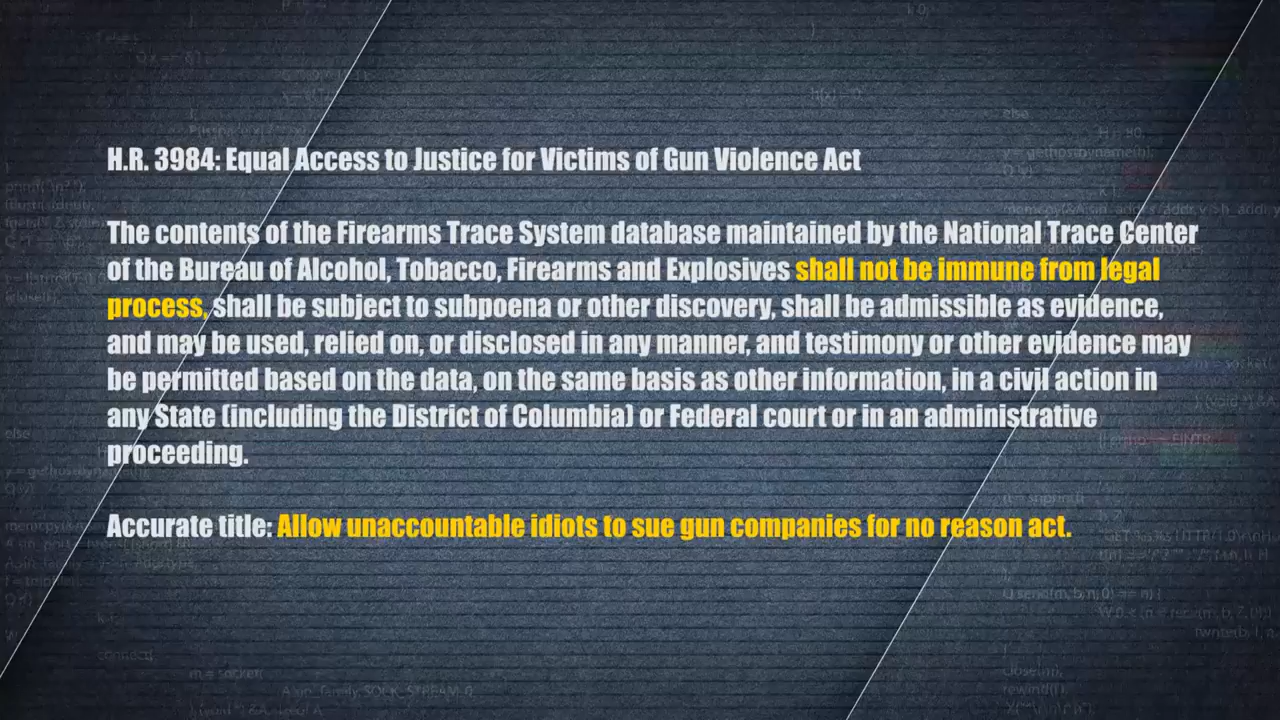 H.R. 3984: Equal Access to Justice for Victims of Gun Violence Act
The contents of the Firearms Trace System database maintained by the National Trace Center
of the Bureau of Alcohol, Tobacco, Firearms and Explosives shall not be immune from legal
process, shall be subject to subpoena or other discovery, shall be admissible as evidence,
and may be used, relied on, or disclosed in any manner, and testimony or other evidence may
be permitted based on the data, on the same basis as other information, in a civil action in
any State (including the District of Columbia) or Federal court or in an administrative
proceeding.
Accurate title: Allow unaccountable idiots to sue gun companies for no reason act.